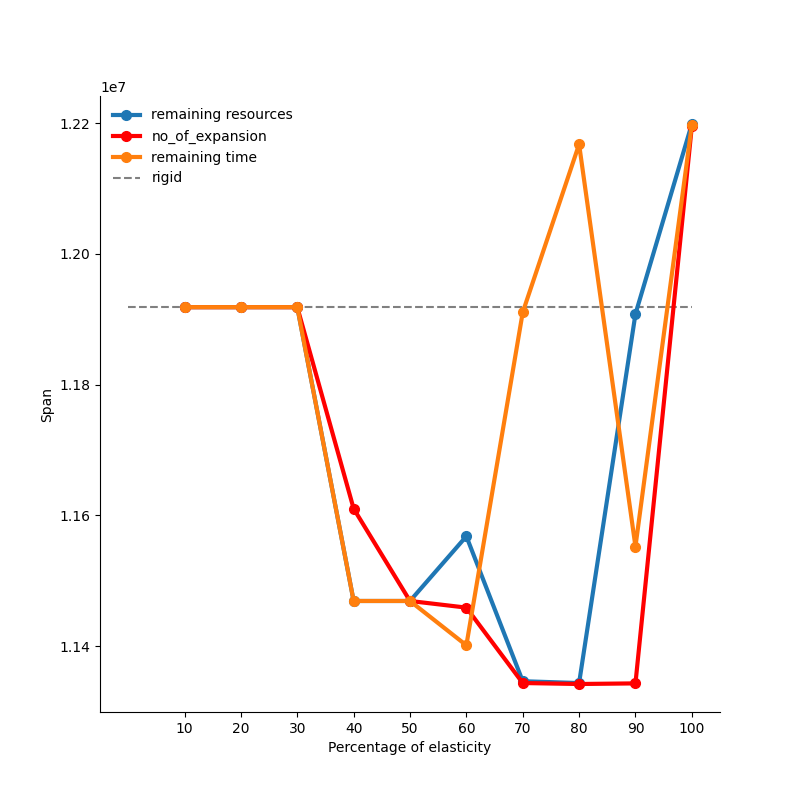 1e7
remaining resources
no_of_expansion
remaining time
rigid
1.22
1.20
1.18
1.16
1.14
Span
10 20 30 40 50 60 70 80 90 100
Percentage of elasticity